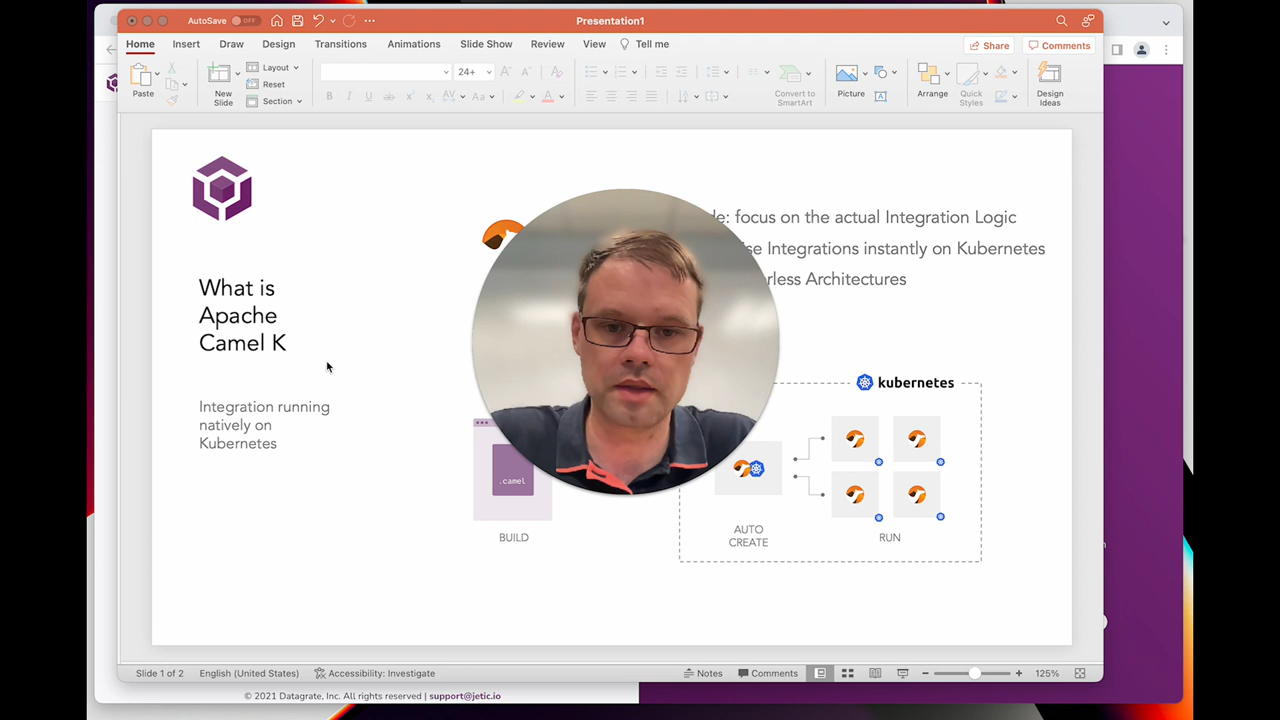 AutoSave OFF
Presentation1
Home Insert Draw Design Transitions Animations Slide Show Review View Tell me
Share Comments
Paste
New
Slide
Layout
Reset
Section
24+
Convert to
SmartArt
Picture
Arrange
Quick
Styles
Design
Ideas
What is
Apache
Camel K
Integration running
natively on
Kubernetes
focus on the actual Integration Logic
Integrations instantly on Kubernetes
Architectures
kubernetes
.camel
BUILD
AUTO
CREATE
RUN
Slide 1 of 2 English (United States) Accessibility: Investigate Notes Comments 125%
© 2021 Datagrate, Inc. All rights reserved | support@jetic.io